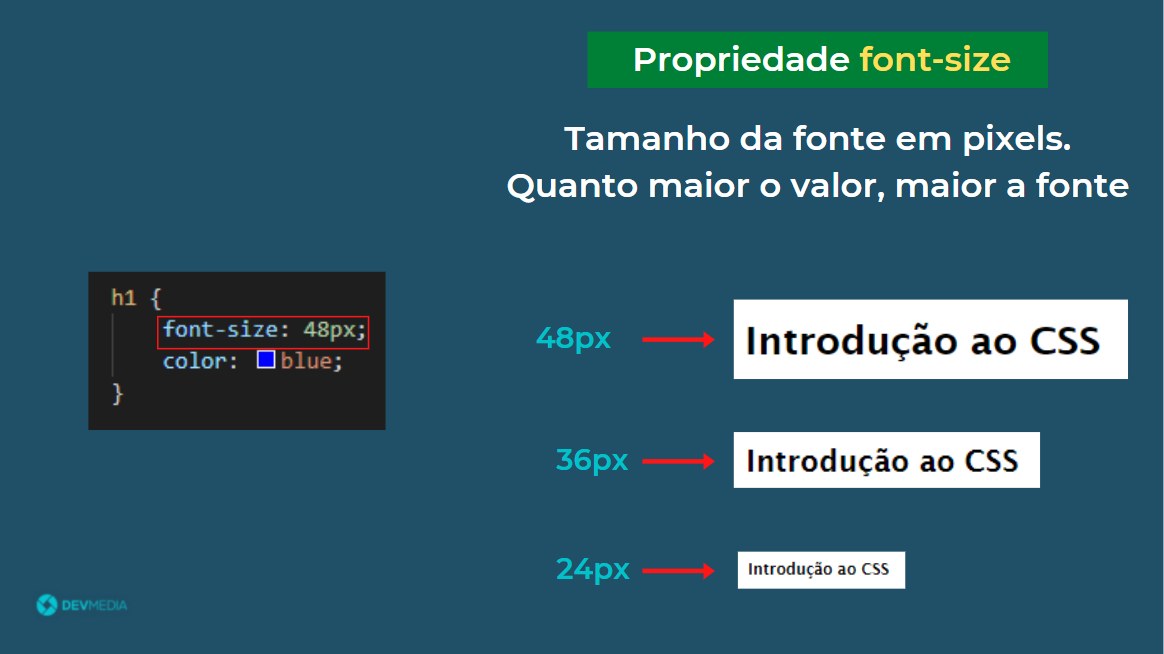 Propriedade font-size
Tamanho da fonte em pixels.
Quanto maior o valor, maior a fonte
h1 {
font-size: 48px;
color: blue;
}
48px
Introdução ao CSS
36px
Introdução ao CSS
24px
Introdução ao CSS
DEVMEDIA